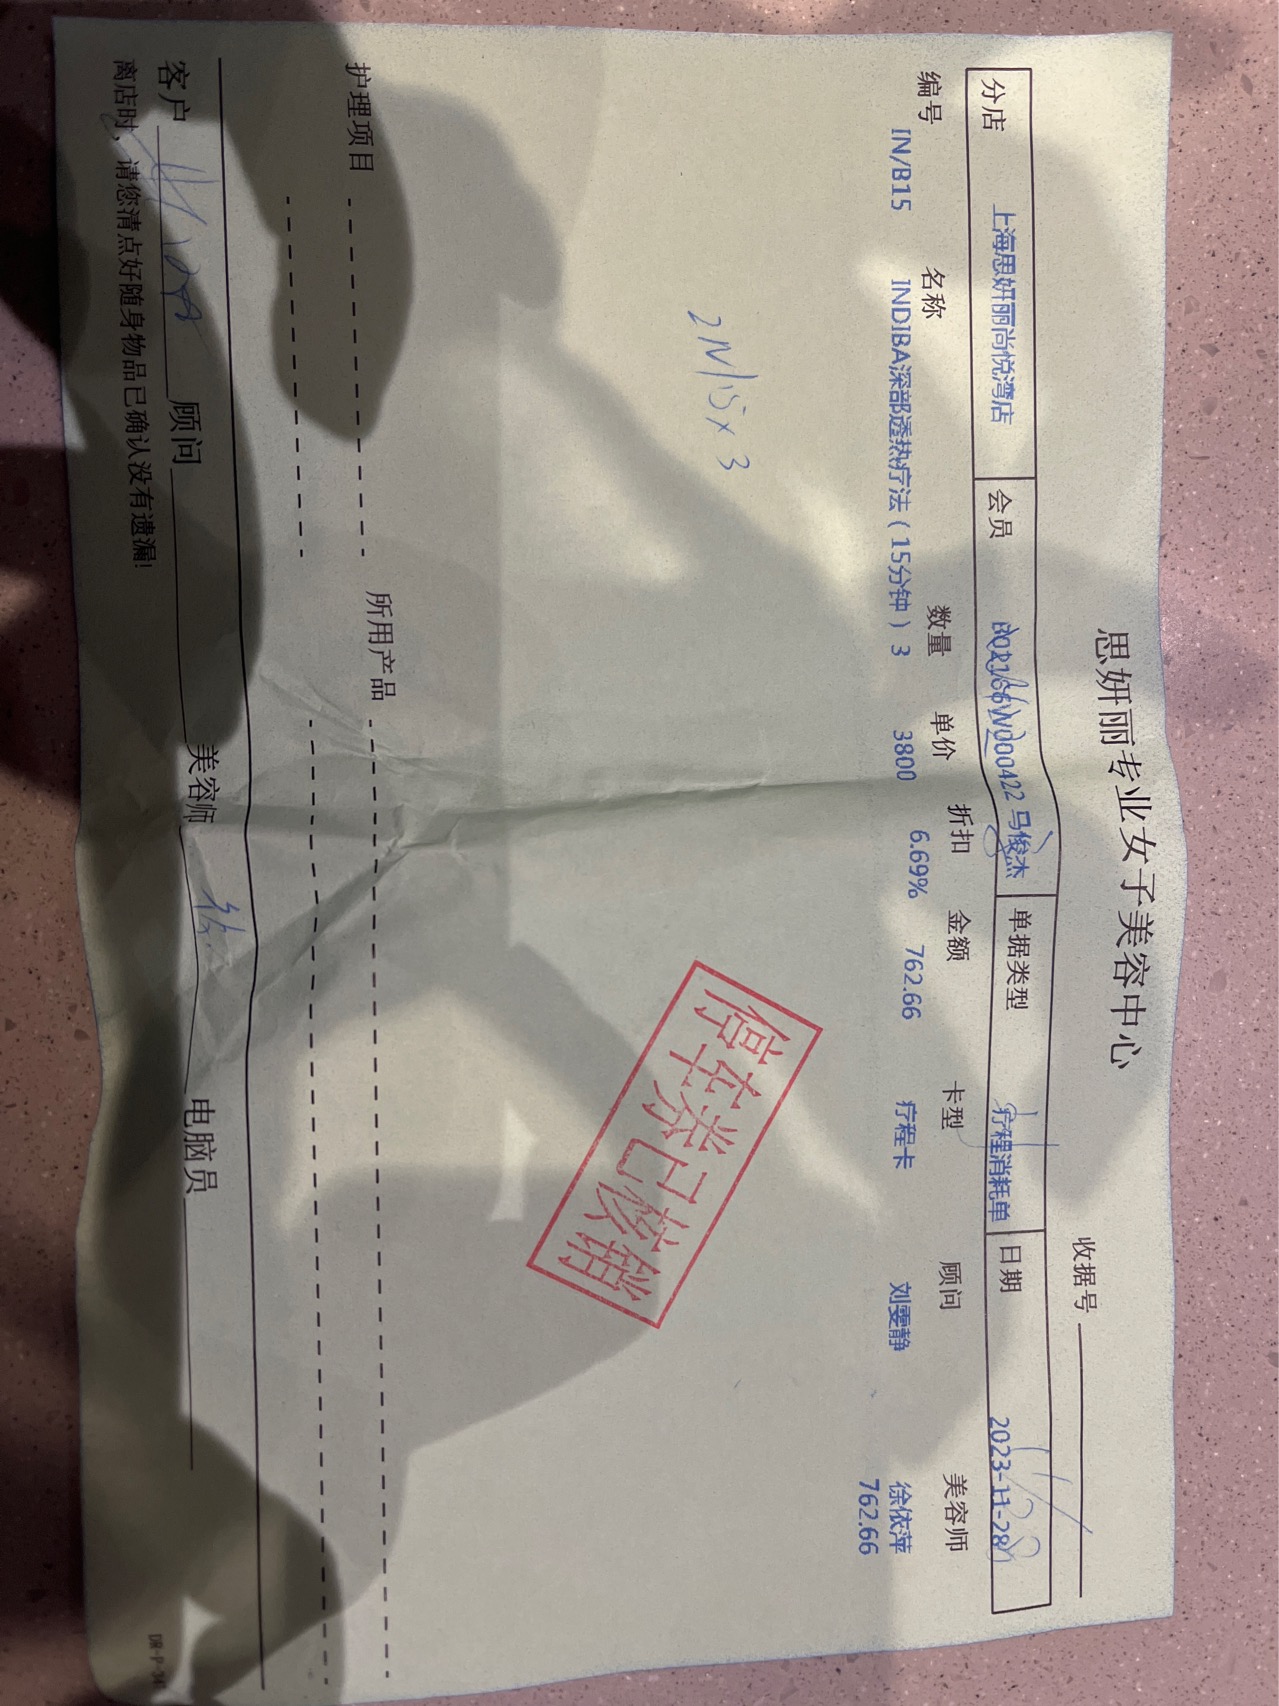 思妍丽专业女子美容中心
收据号
分店 上海思妍丽尚悦湾店 会员 B02166W000422 马俊杰 单据类型 疗程消耗单 日期 2023-11-28
编号 名称 数量 单价 折扣 金额 卡型 顾问 美容师
IN/B15 INDIBA深部透热疗法（15分钟） 3 3800 6.69% 762.66 疗程卡 刘雯静 徐依萍
762.66
2N/15x3
停车券已核销
护理项目 所用产品
客户 顾问 美容师 徐 电脑员
离店时，请您清点好随身物品已确认没有遗漏!
DR-P-34